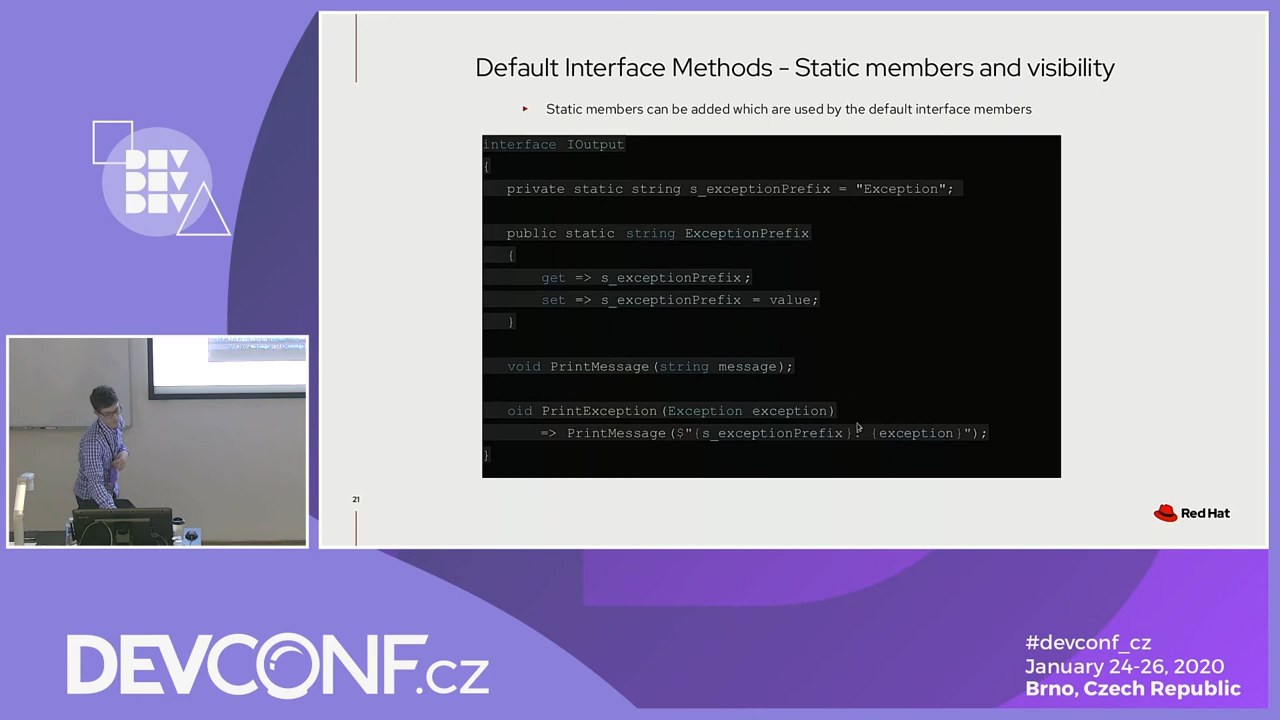 DEV
DEV
DEV
Default Interface Methods - Static members and visibility
Static members can be added which are used by the default interface members
interface IOutput
{
private static string s_exceptionPrefix = "Exception";
public static string ExceptionPrefix
{
get => s_exceptionPrefix;
set => s_exceptionPrefix = value;
}
void PrintMessage(string message);
oid PrintException(Exception exception)
=> PrintMessage($"{s_exceptionPrefix}: {exception}");
}
21
Red Hat
DEVCONF.cz
#devconf_cz
January 24-26, 2020
Brno, Czech Republic